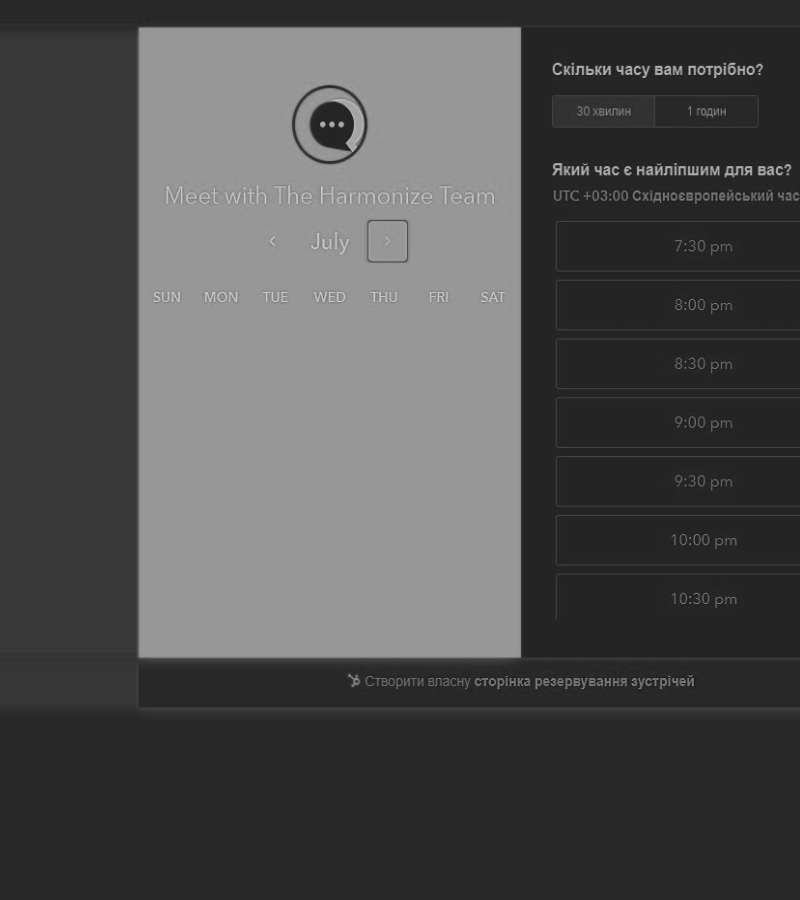 Meet with The Harmonize Team
July
SUN MON TUE WED THU FRI SAT
Скільки часу вам потрібно?
30 хвилин 1 годин
Який час є найліпшим для вас?
UTC +03:00 Східноєвропейський час
7:30 pm
8:00 pm
8:30 pm
9:00 pm
9:30 pm
10:00 pm
10:30 pm
Створити власну сторінка резервування зустрічей